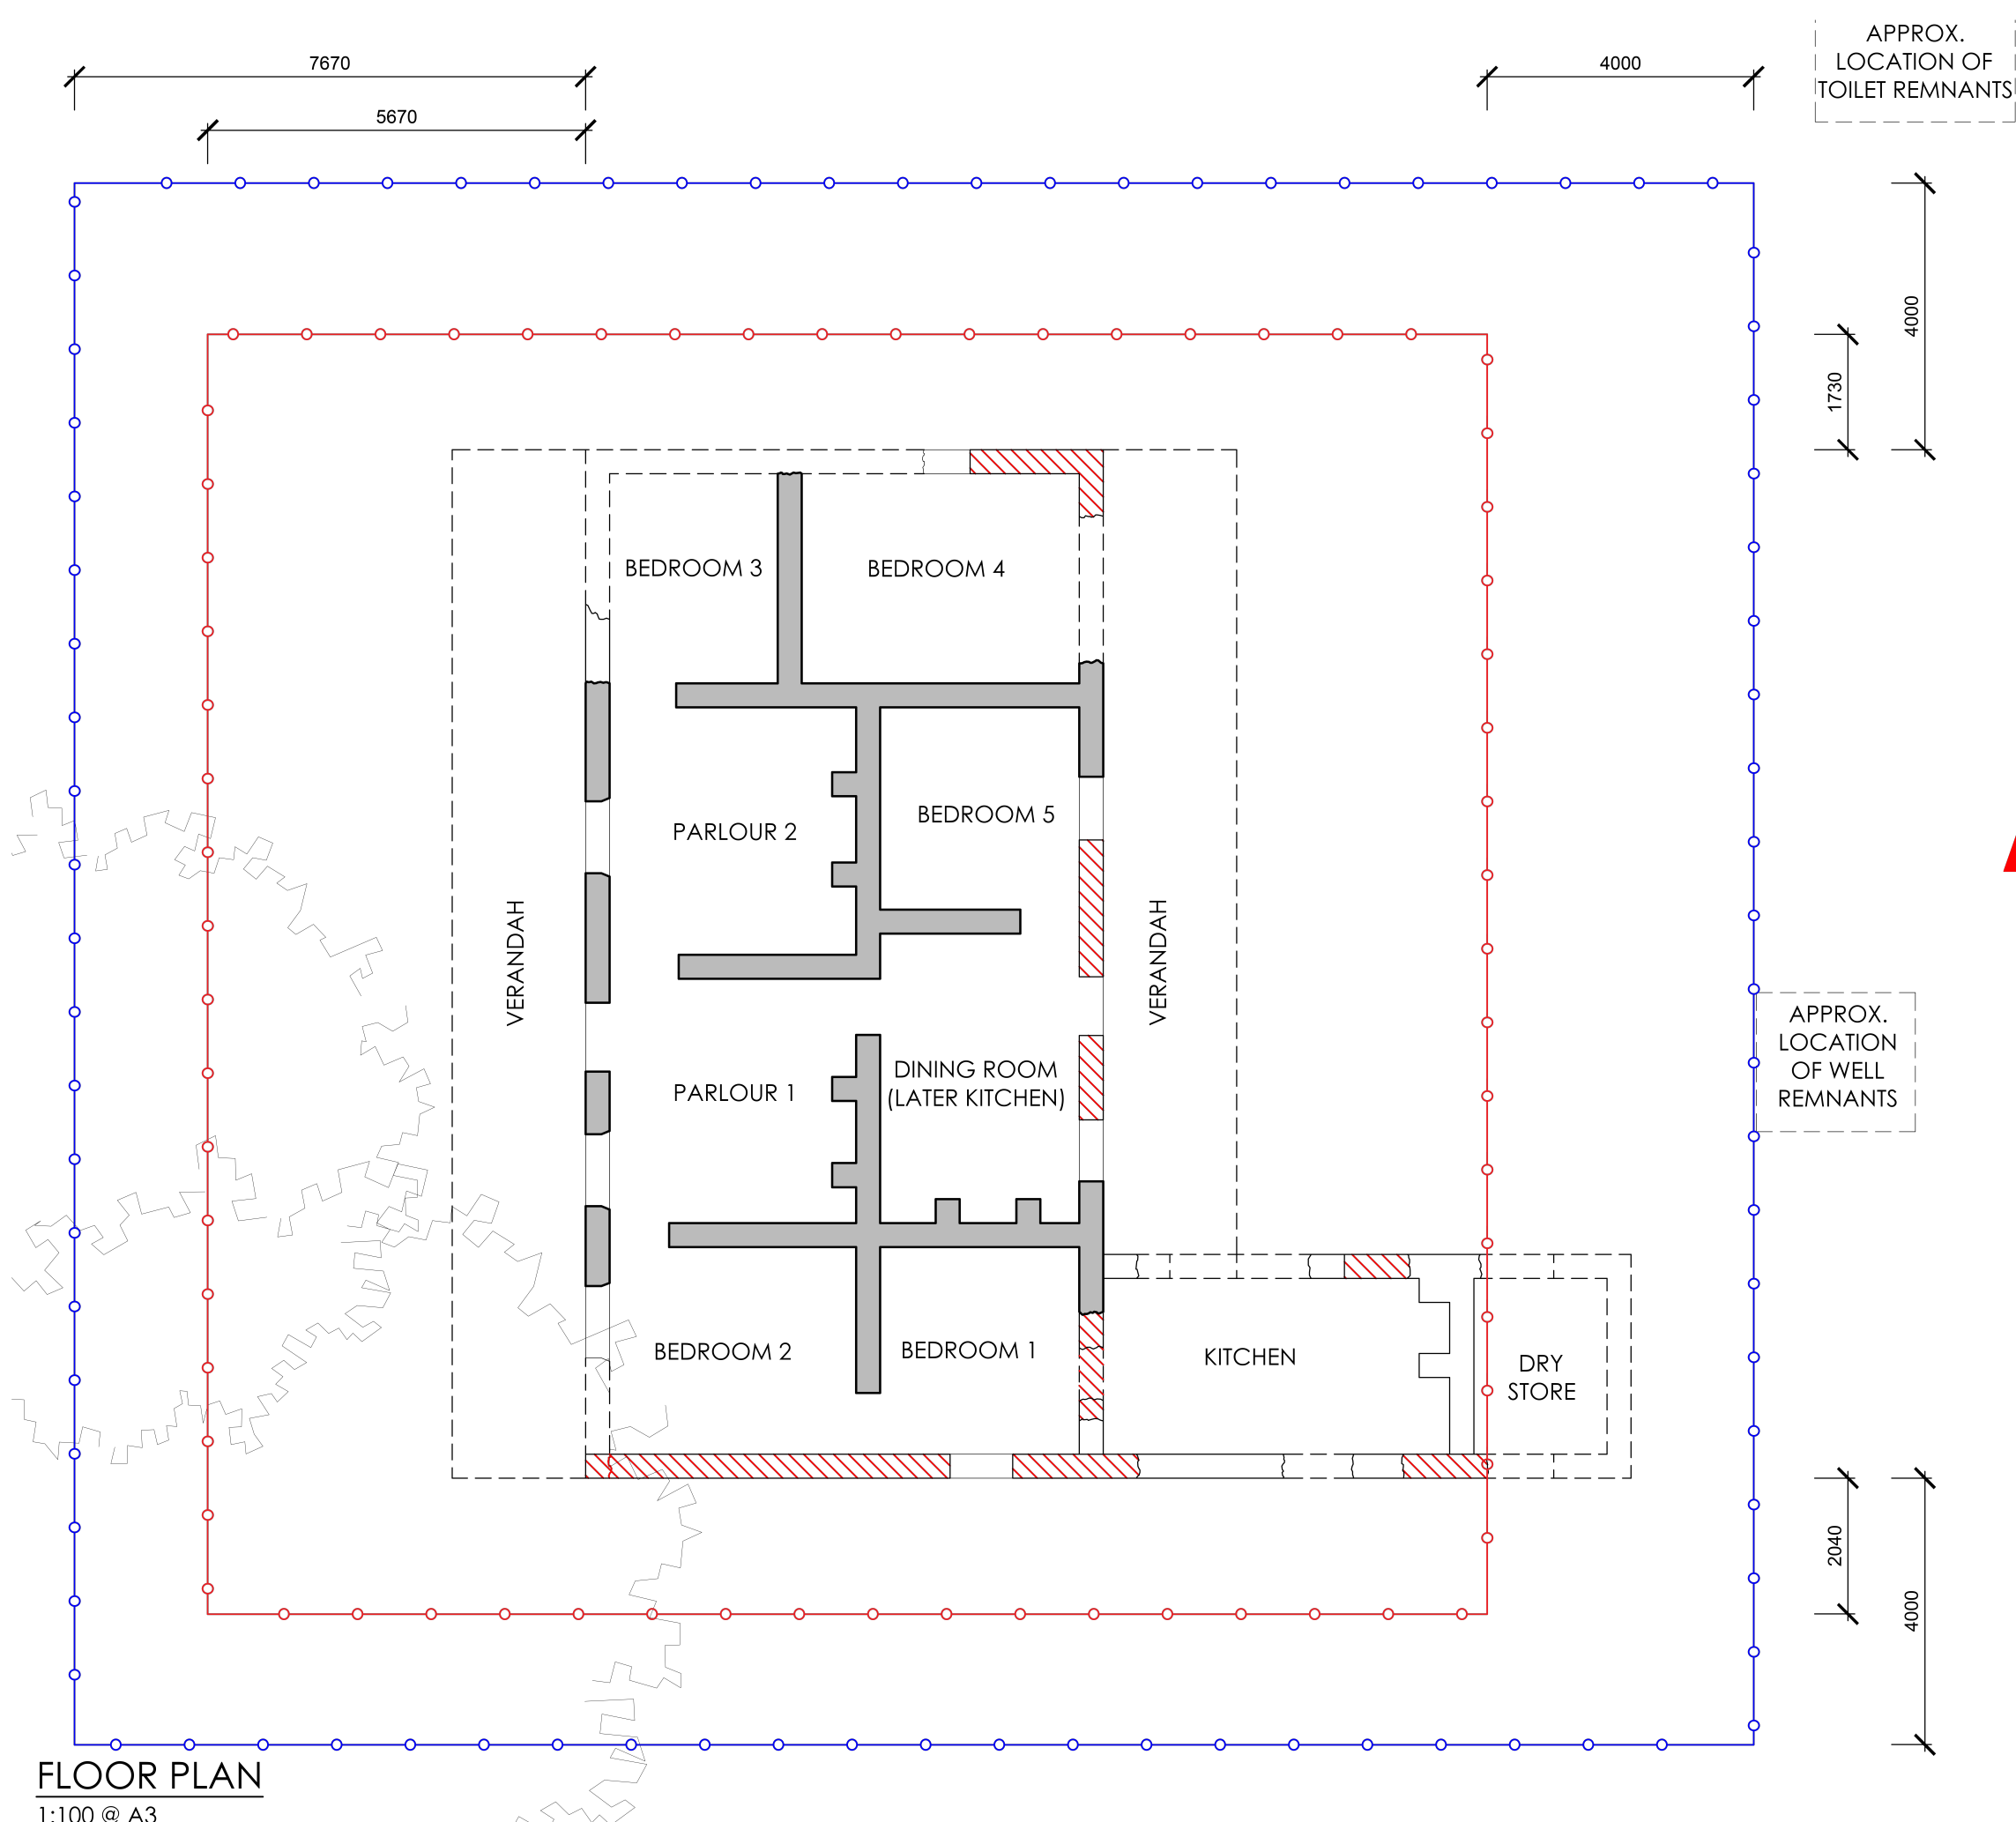 APPROX.
LOCATION OF
TOILET REMNANTS
7670
4000
5670
4000
1730
BEDROOM 3
BEDROOM 4
PARLOUR 2
BEDROOM 5
VERANDAH
VERANDAH
APPROX.
LOCATION
OF WELL
REMNANTS
PARLOUR 1
DINING ROOM
(LATER KITCHEN)
BEDROOM 2
BEDROOM 1
KITCHEN
DRY
STORE
2040
4000
FLOOR PLAN
1:100 @ A3